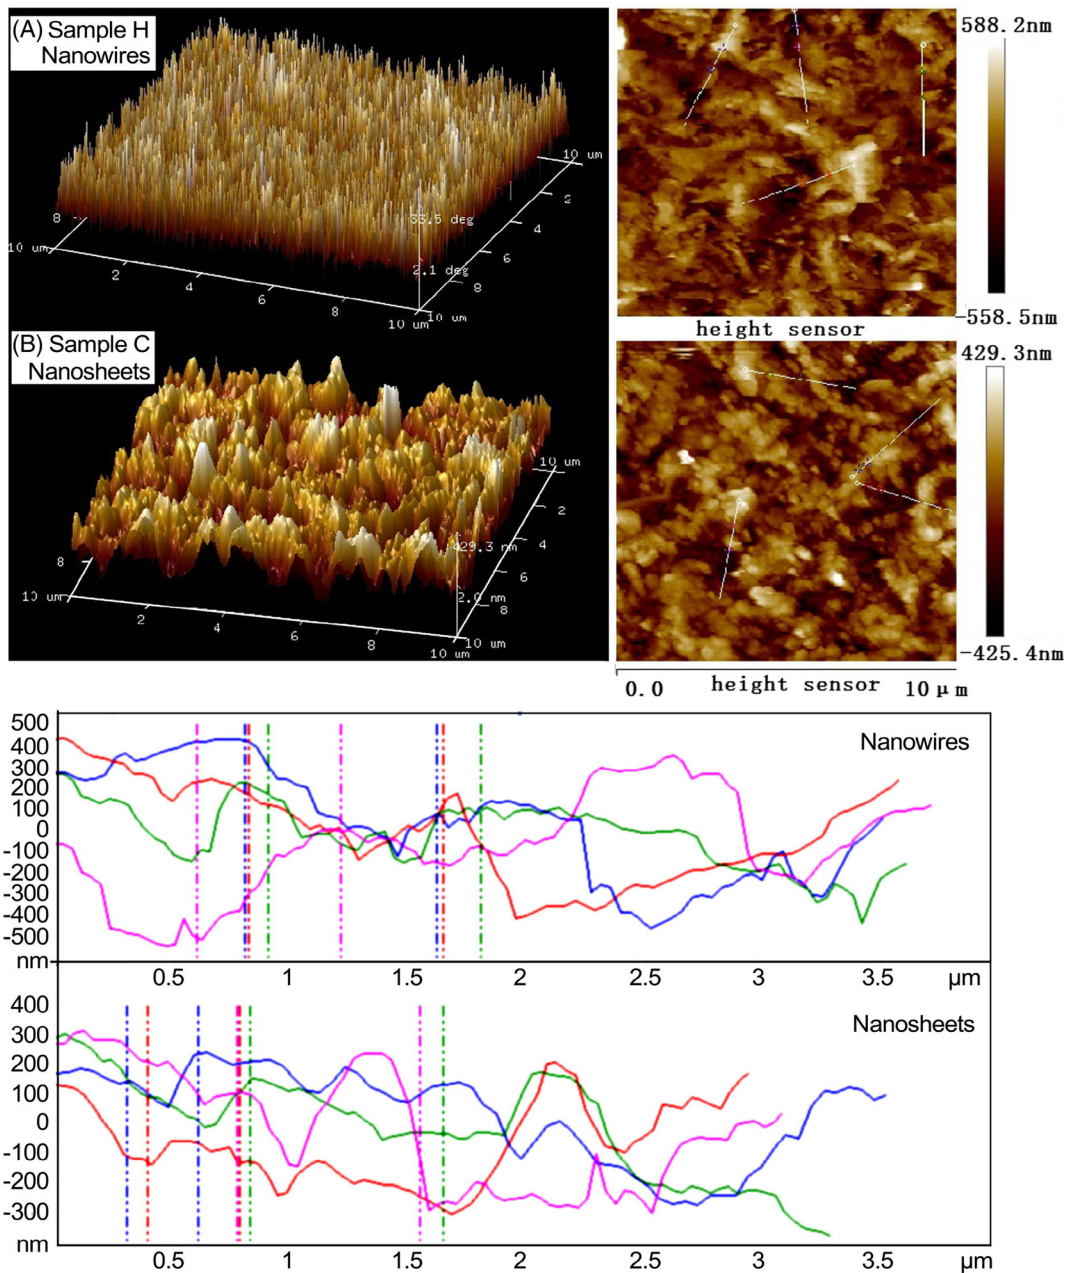 (A) Sample H
Nanowires
10 um
2
4
6
8
10 um
33.5 deg
2.1 deg
8
10 um
2
4
6
8
10 um
588.2nm
-558.5nm
height sensor
(B) Sample C
Nanosheets
10 um
2
4
6
8
10 um
429.3 nm
2.0 nm
8
10 um
2
4
6
8
10 um
429.3nm
-425.4nm
0.0 height sensor 10μm
Nanowires
500
400
300
200
100
0
-100
-200
-300
-400
-500
nm
0.5 1 1.5 2 2.5 3 3.5 μm
Nanosheets
400
300
200
100
0
-100
-200
-300
nm
0.5 1 1.5 2 2.5 3 3.5 μm